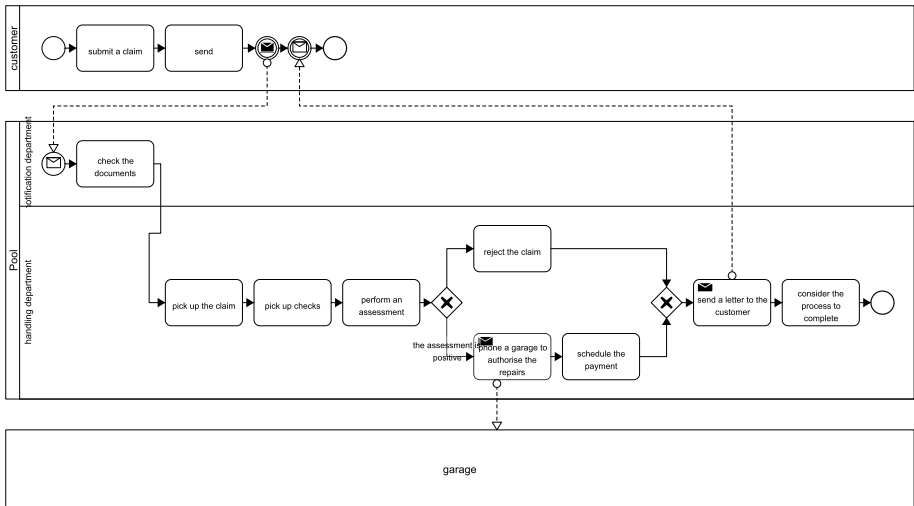 customer
submit a claim
send
Pool
notification department
check the
documents
handling department
pick up the claim
pick up checks
perform an
assessment
reject the claim
the assessment is
positive
phone a garage to
authorise the
repairs
schedule the
payment
send a letter to the
customer
consider the
process to
complete
garage